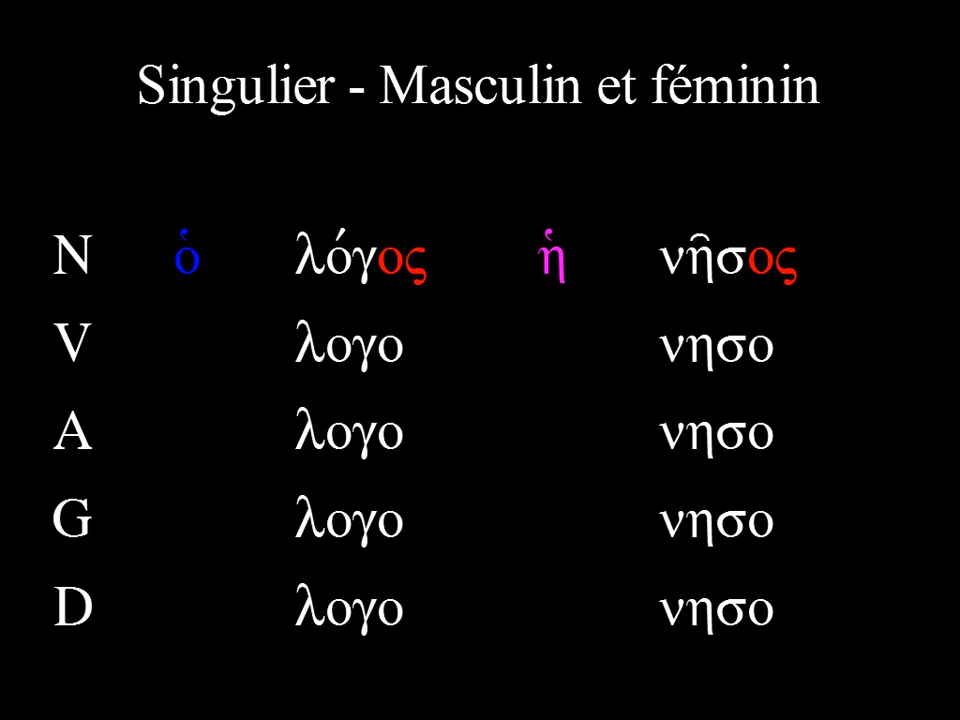 Singulier - Masculin et féminin
N ὁ λόγος ἡ νῆσος
V λογο νησο
A λογο νησο
G λογο νησο
D λογο νησο